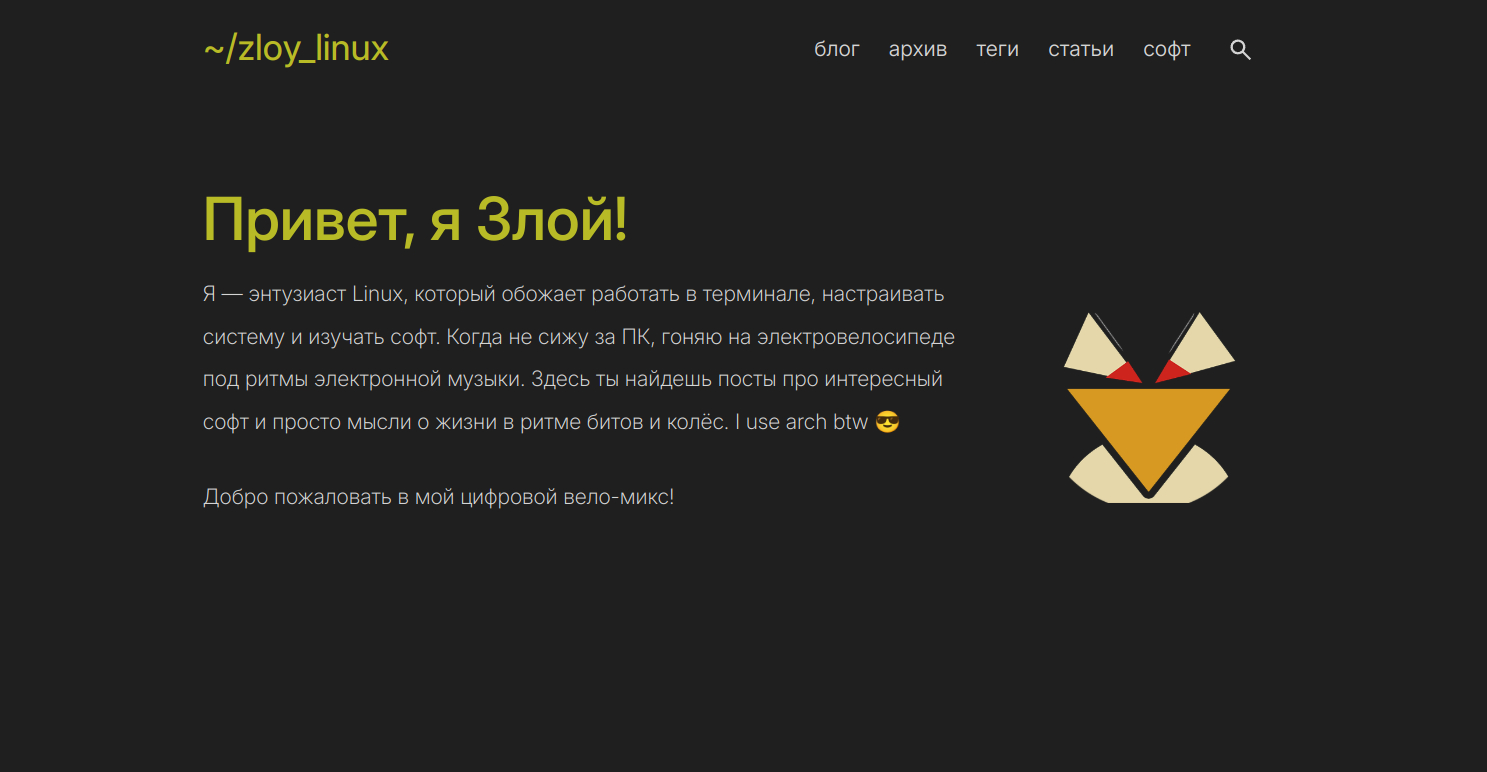 ~/zloy_linux
блог архив теги статьи софт
Привет, я Злой!
Я — энтузиаст Linux, который обожает работать в терминале, настраивать
систему и изучать софт. Когда не сижу за ПК, гоняю на электровелосипеде
под ритмы электронной музыки. Здесь ты найдешь посты про интересный
софт и просто мысли о жизни в ритме битов и колёс. I use arch btw 😎
Добро пожаловать в мой цифровой вело-микс!